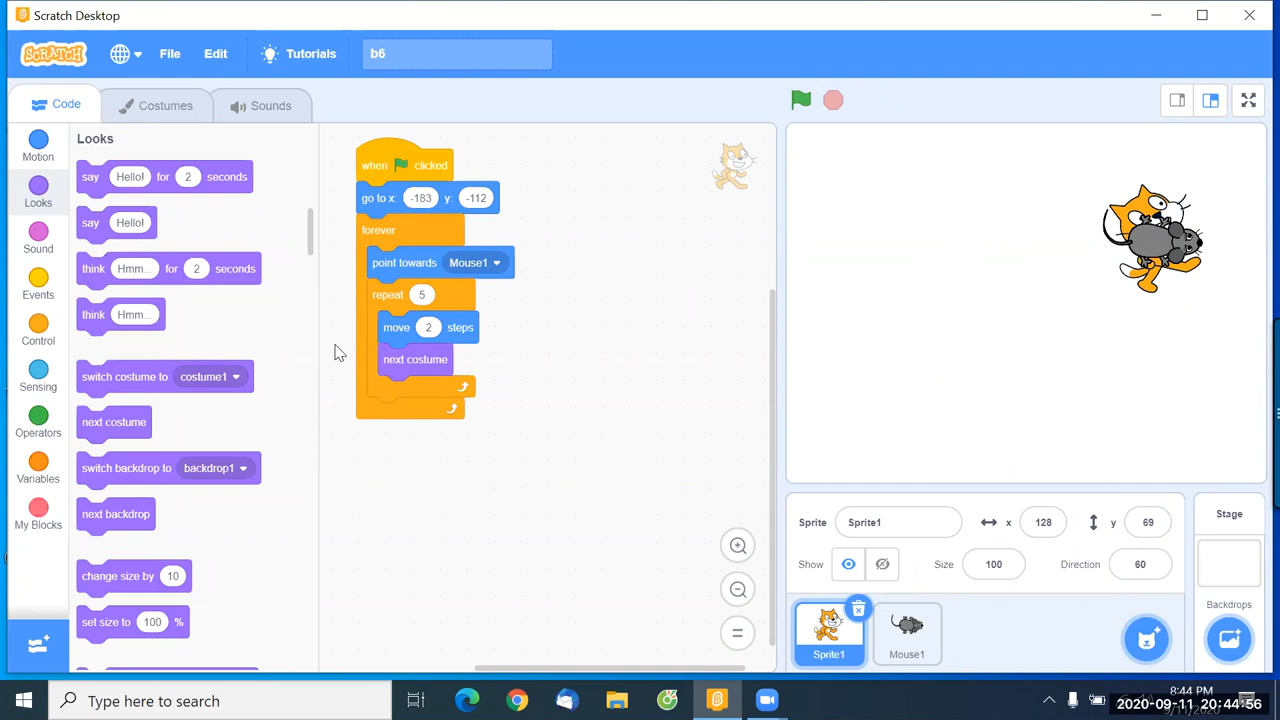 Scratch Desktop
SCRATCH
File
Edit
Tutorials
b6
Code
Costumes
Sounds
Motion
Looks
Sound
Events
Control
Sensing
Operators
Variables
My Blocks
Looks
say Hello! for 2 seconds
say Hello!
think Hmm... for 2 seconds
think Hmm...
switch costume to costume1
next costume
switch backdrop to backdrop1
next backdrop
change size by 10
set size to 100 %
when clicked
go to x: -183 y: -112
forever
point towards Mouse1
repeat 5
move 2 steps
next costume
Sprite Sprite1 x 128 y 69
Show Size 100 Direction 60
Sprite1
Mouse1
Stage
Backdrops
Type here to search
8:44 PM
2020-09-11 20:44:56